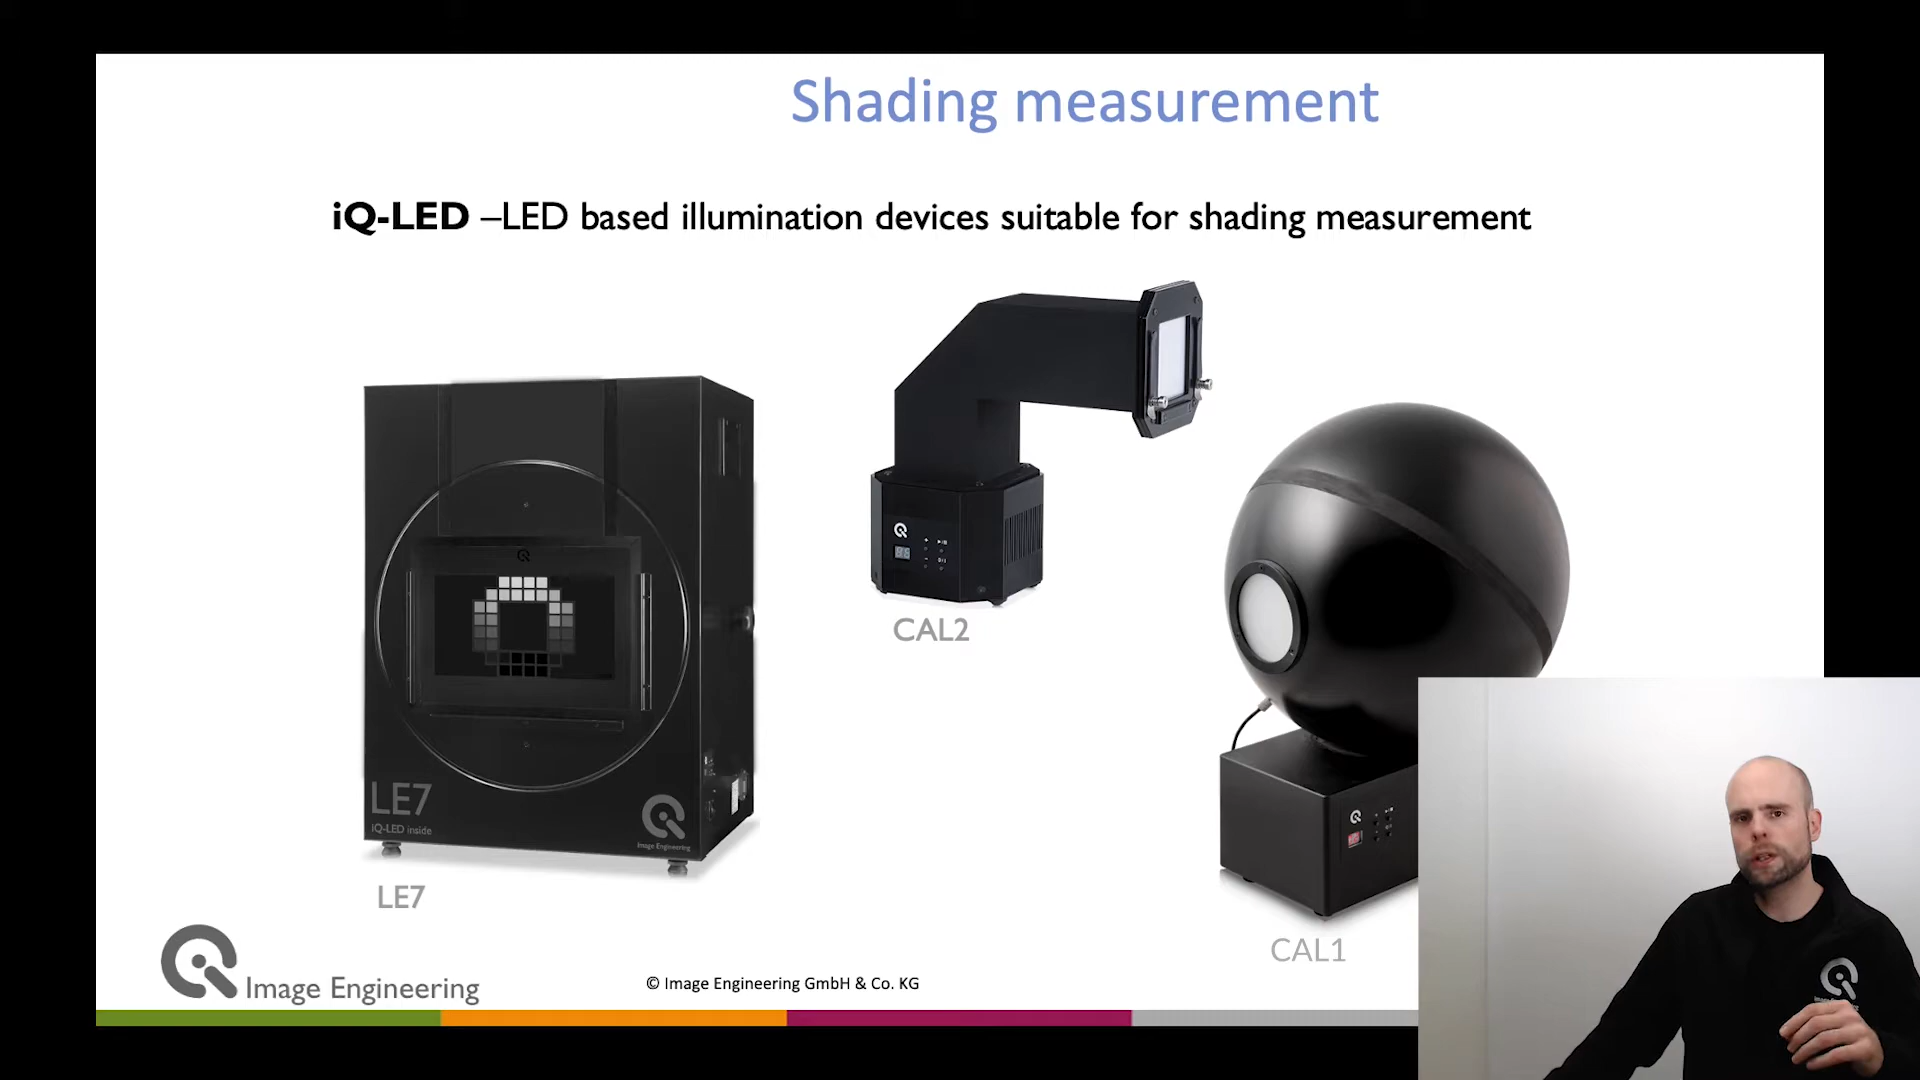 Shading measurement
iQ-LED –LED based illumination devices suitable for shading measurement
CAL2
LE7
iQ-LED inside
Image Engineering
LE7
CAL1
Image Engineering
© Image Engineering GmbH & Co. KG